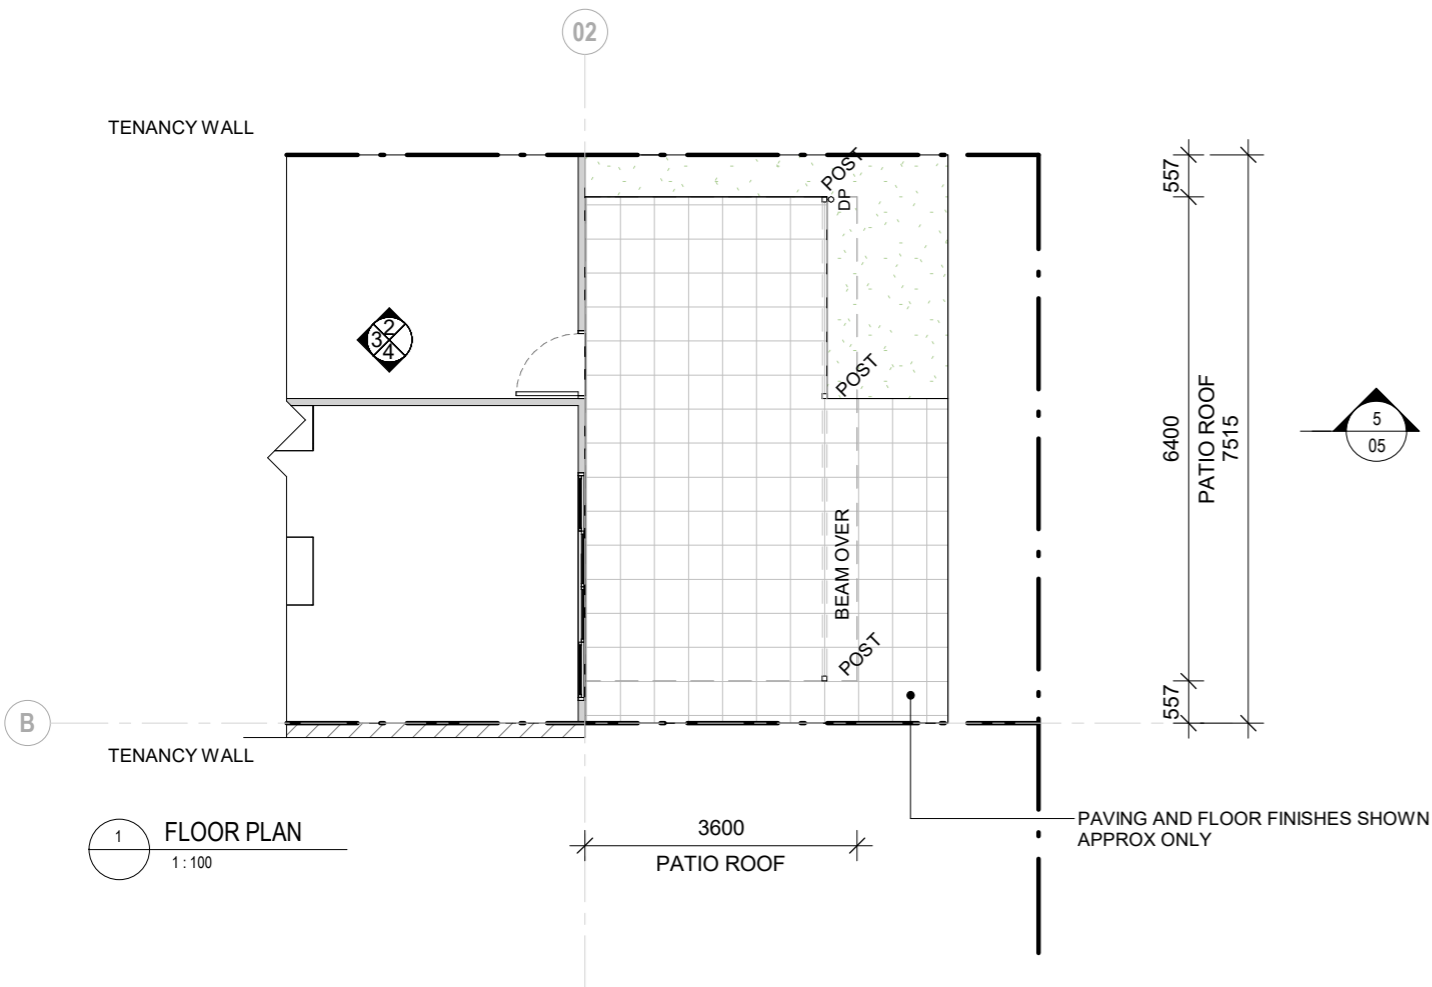 02
TENANCY WALL
POST
DP
557
2
3
4
POST
6400
PATIO ROOF
7515
5
05
BEAM OVER
POST
557
B
TENANCY WALL
1
FLOOR PLAN
1 : 100
3600
PATIO ROOF
PAVING AND FLOOR FINISHES SHOWN
APPROX ONLY